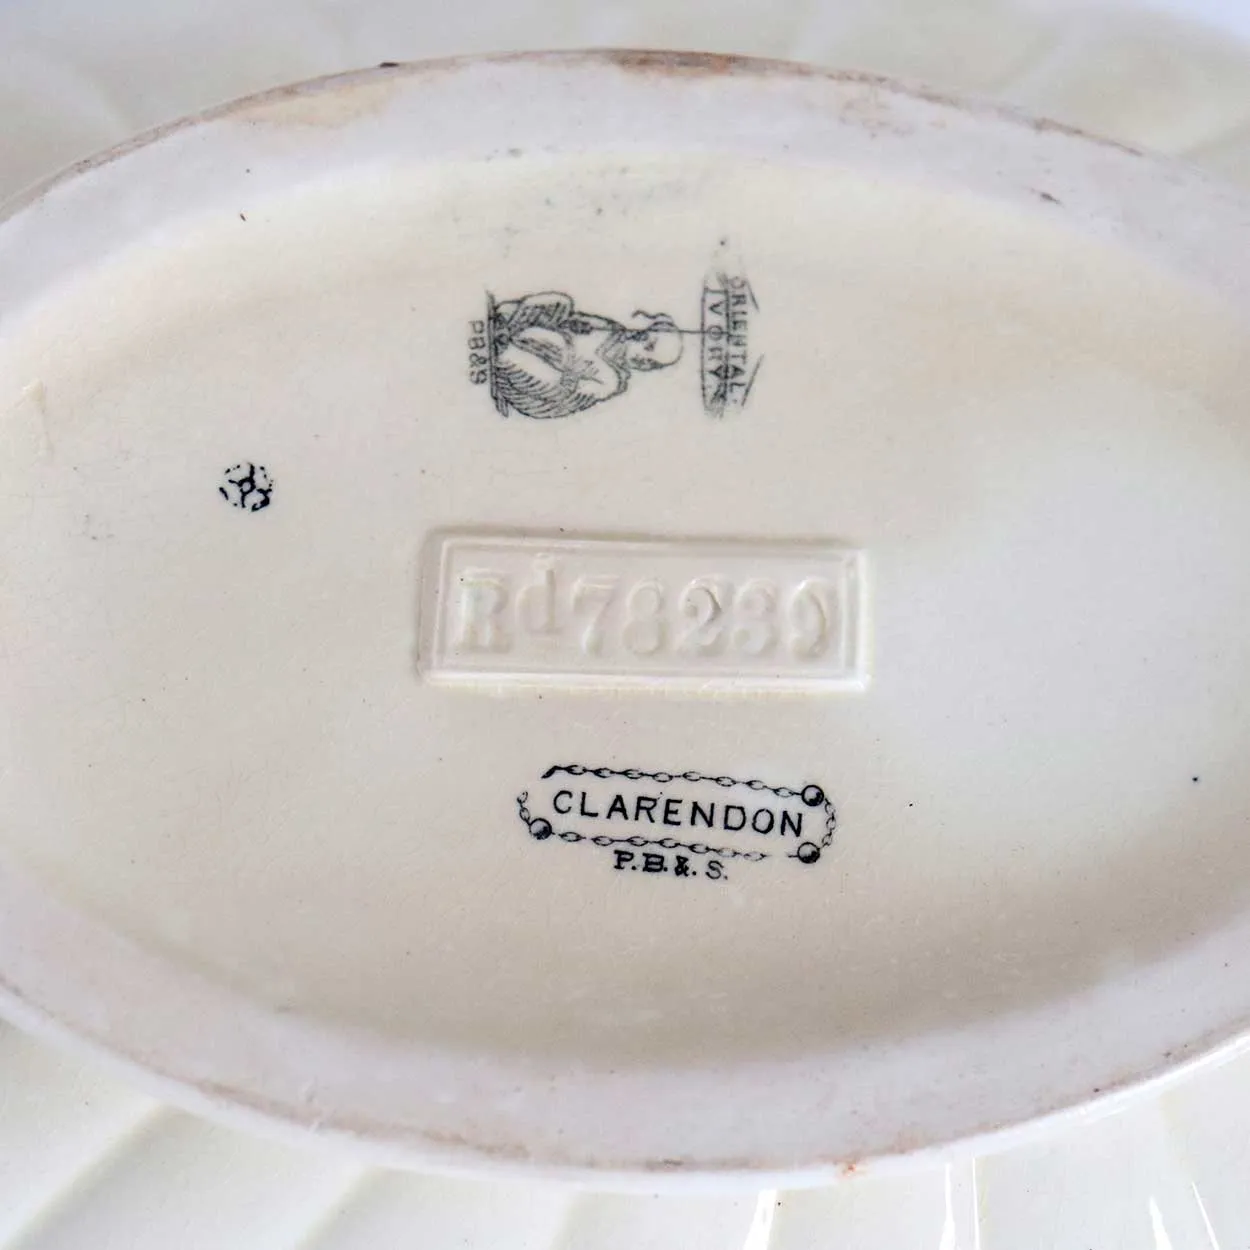 ORIENTAL
IVORY
PB&S
Rd 78239
CLARENDON
P.B.&.S.